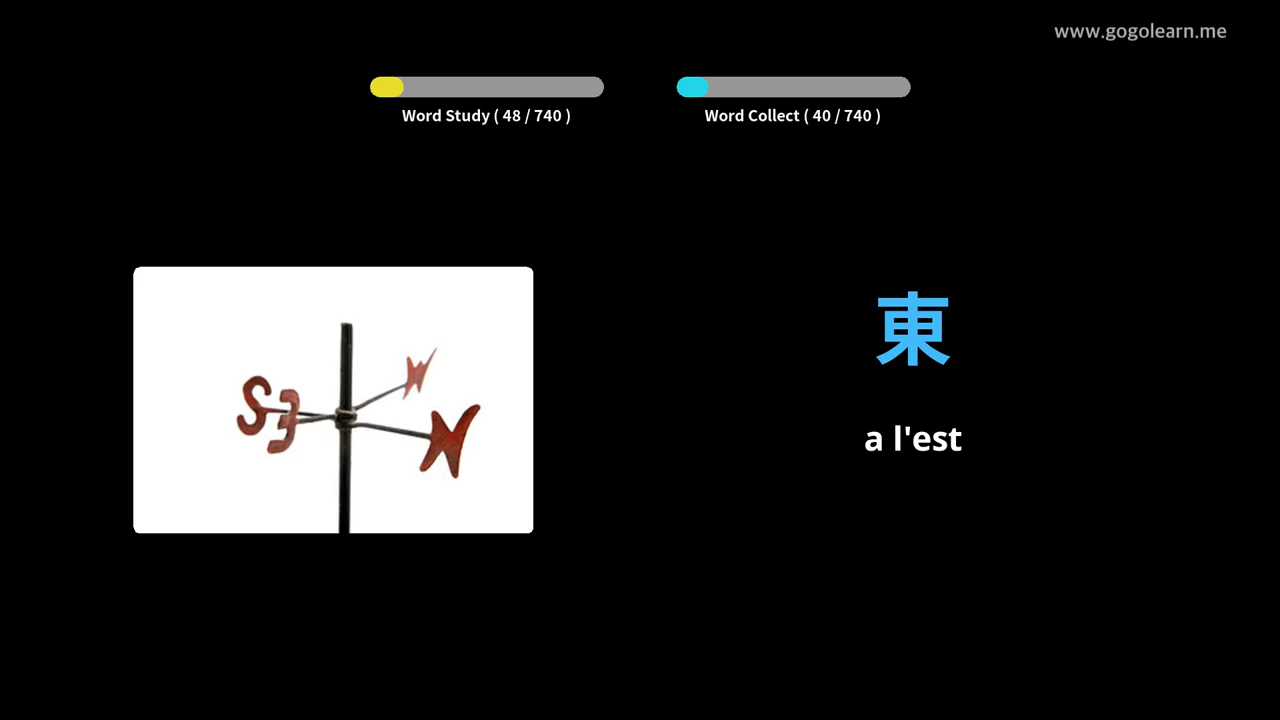 www.gogolearn.me
Word Study ( 48 / 740 )
Word Collect ( 40 / 740 )
S E N
東
a l'est